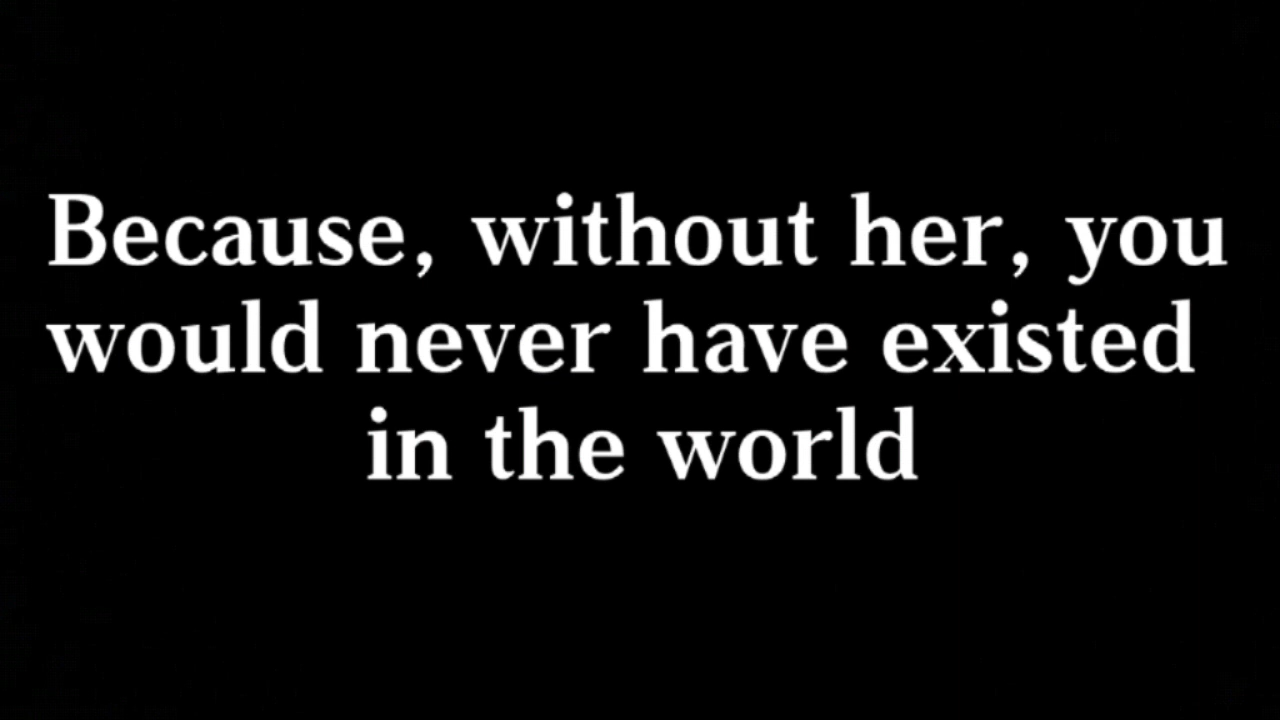 Because, without her, you
would never have existed
in the world